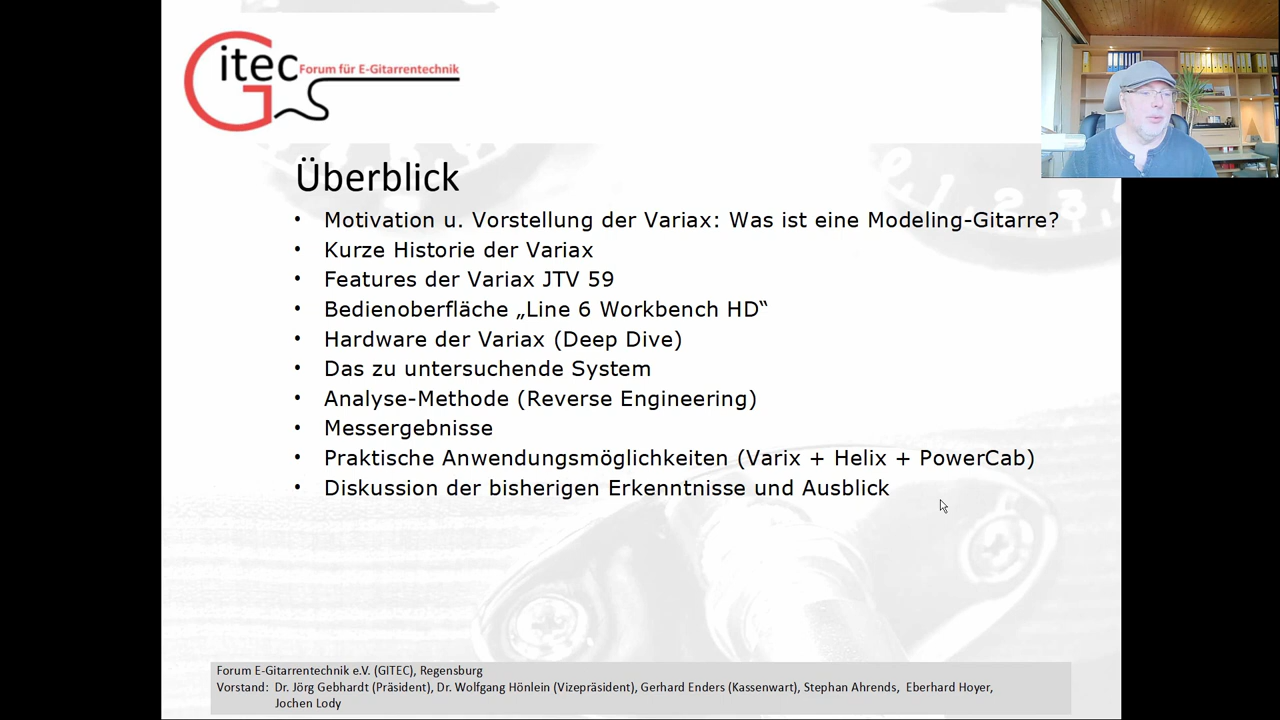 Gitec Forum für E-Gitarrentechnik
Überblick
• Motivation u. Vorstellung der Variax: Was ist eine Modeling-Gitarre?
• Kurze Historie der Variax
• Features der Variax JTV 59
• Bedienoberfläche „Line 6 Workbench HD“
• Hardware der Variax (Deep Dive)
• Das zu untersuchende System
• Analyse-Methode (Reverse Engineering)
• Messergebnisse
• Praktische Anwendungsmöglichkeiten (Varix + Helix + PowerCab)
• Diskussion der bisherigen Erkenntnisse und Ausblick
Forum E-Gitarrentechnik e.V. (GITEC), Regensburg
Vorstand: Dr. Jörg Gebhardt (Präsident), Dr. Wolfgang Hönlein (Vizepräsident), Gerhard Enders (Kassenwart), Stephan Ahrends, Eberhard Hoyer,
Jochen Lody